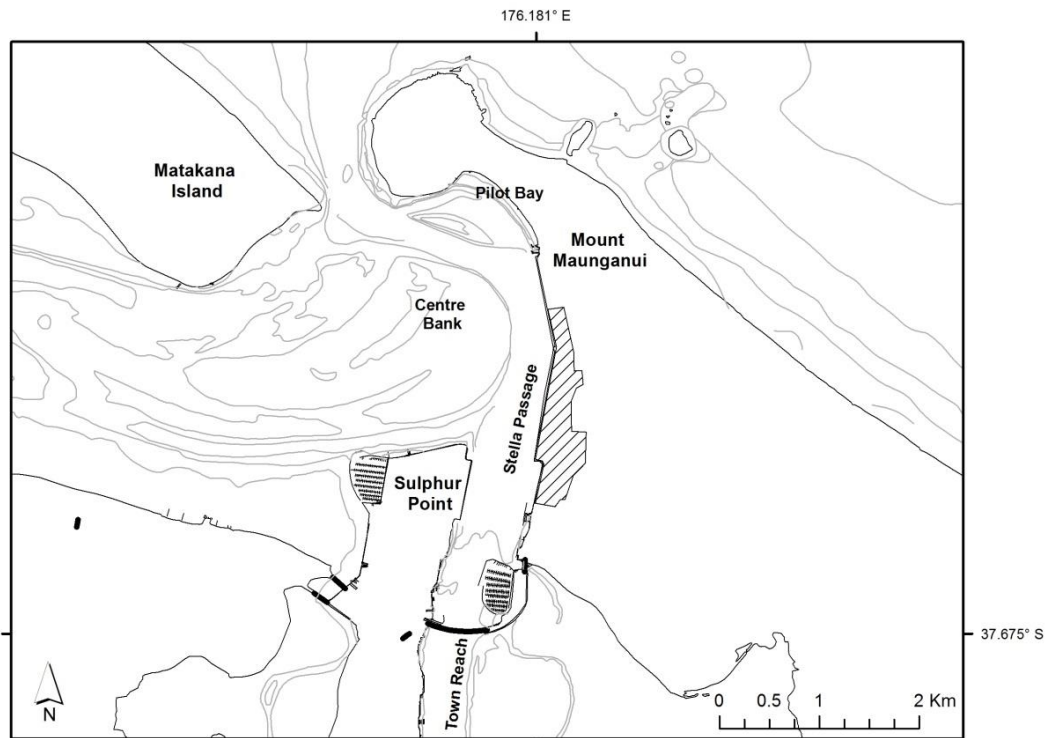 176.181° E
Matakana
Island
Pilot Bay
Mount
Maunganui
Centre
Bank
Stella Passage
Sulphur
Point
37.675° S
Town Reach
N
0 0.5 1 2 Km